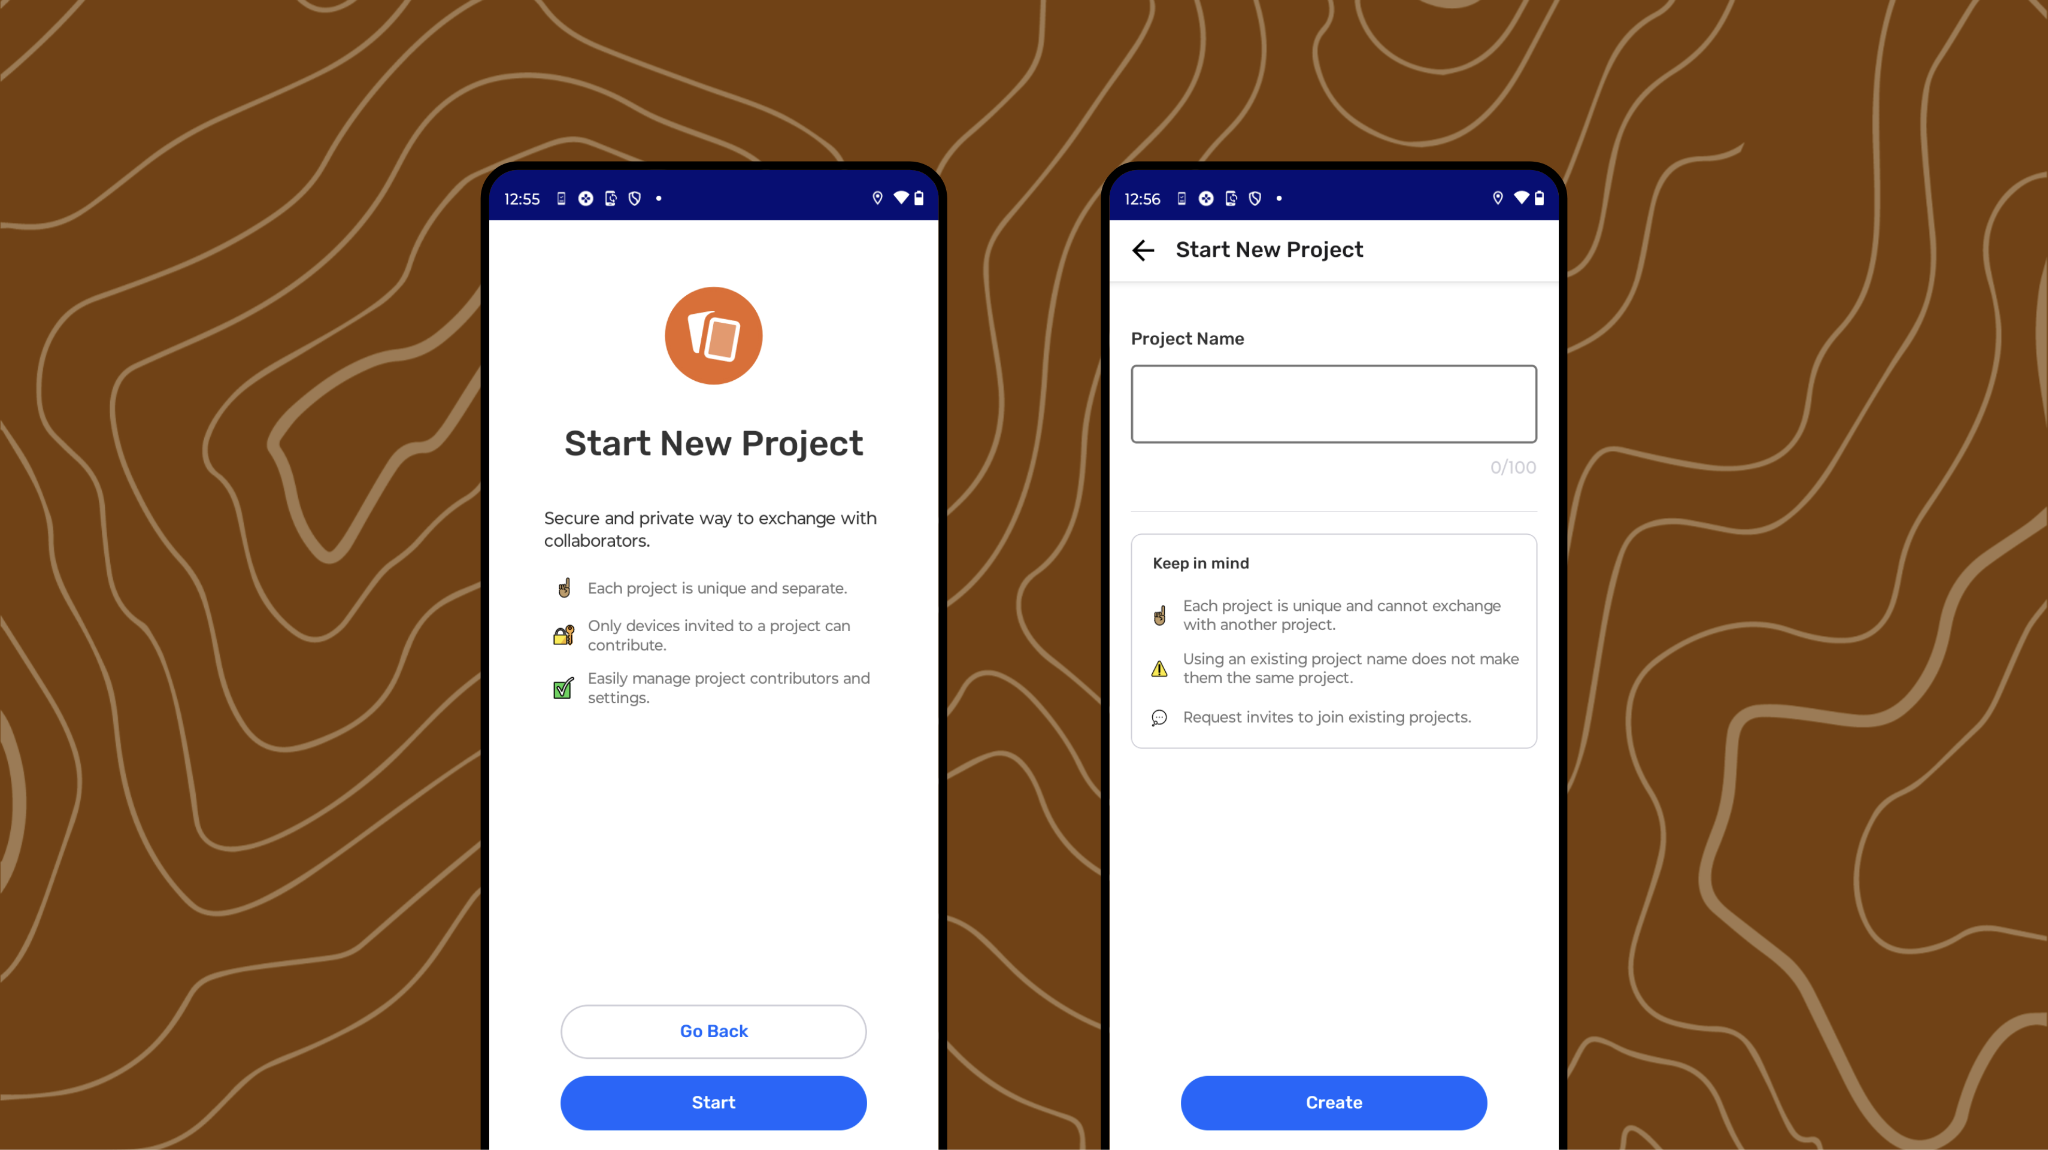 12:55
Start New Project
Secure and private way to exchange with
collaborators.
Each project is unique and separate.
Only devices invited to a project can
contribute.
Easily manage project contributors and
settings.
Go Back
Start
12:56
Start New Project
Project Name
0/100
Keep in mind
Each project is unique and cannot exchange
with another project.
Using an existing project name does not make
them the same project.
Request invites to join existing projects.
Create